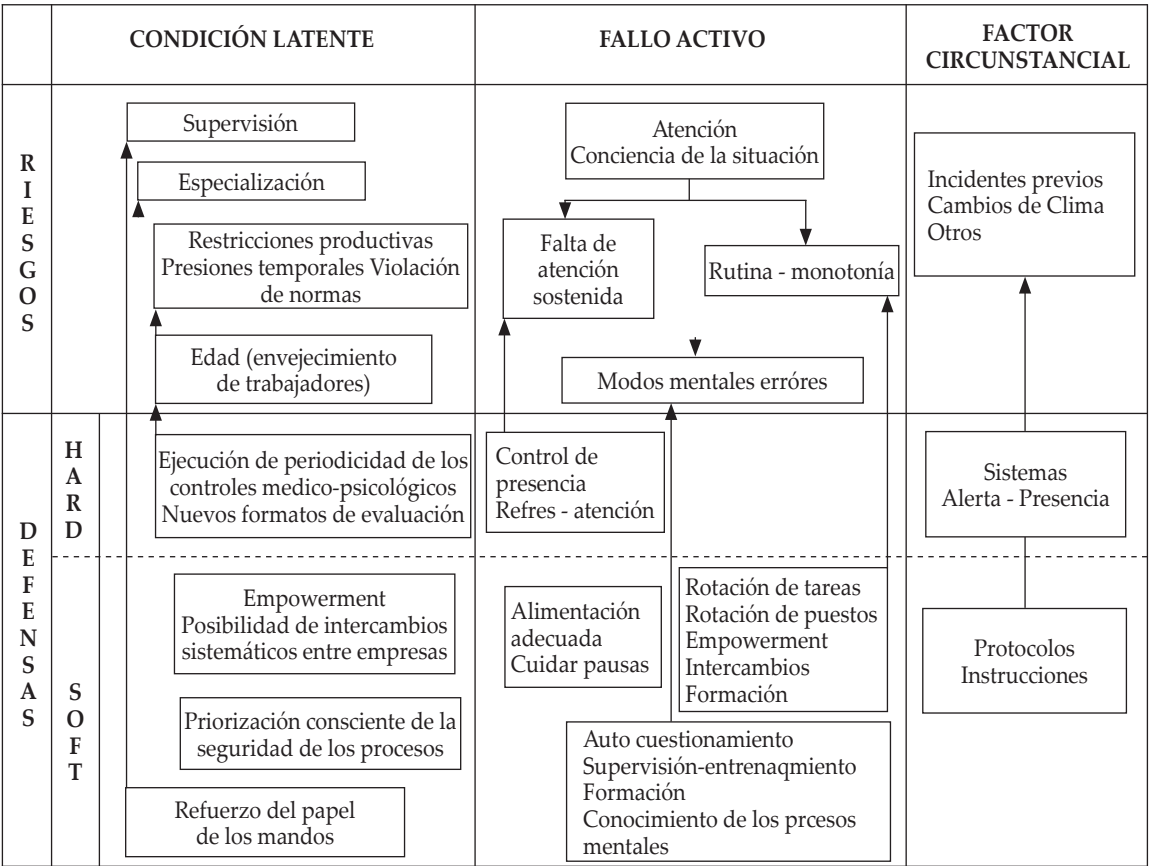 CONDICIÓN LATENTE
FALLO ACTIVO
FACTOR
CIRCUNSTANCIAL
R
I
E
S
G
O
S
Supervisión
Especialización
Restricciones productivas
Presiones temporales Violación
de normas
Edad (envejecimiento
de trabajadores)
Atención
Conciencia de la situación
Falta de
atención
sostenida
Rutina - monotonía
Modos mentales erróres
Incidentes previos
Cambios de Clima
Otros
D
E
F
E
N
S
A
S
H
A
R
D
Ejecución de periodicidad de los
controles medico-psicológicos
Nuevos formatos de evaluación
Control de
presencia
Refres - atención
Sistemas
Alerta - Presencia
S
O
F
T
Empowerment
Posibilidad de intercambios
sistemáticos entre empresas
Priorización consciente de la
seguridad de los procesos
Refuerzo del papel
de los mandos
Alimentación
adecuada
Cuidar pausas
Rotación de tareas
Rotación de puestos
Empowerment
Intercambios
Formación
Auto cuestionamiento
Supervisión-entrenaqmiento
Formación
Conocimiento de los prcesos
mentales
Protocolos
Instrucciones